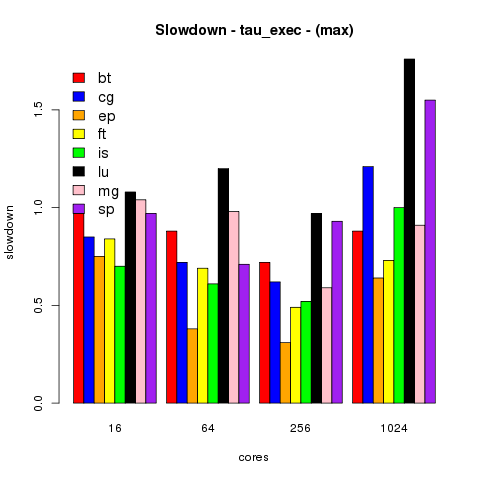 Slowdown - tau_exec - (max)
bt
cg
ep
ft
is
lu
mg
sp
slowdown
1.5
1.0
0.5
0.0
16 64 256 1024
cores